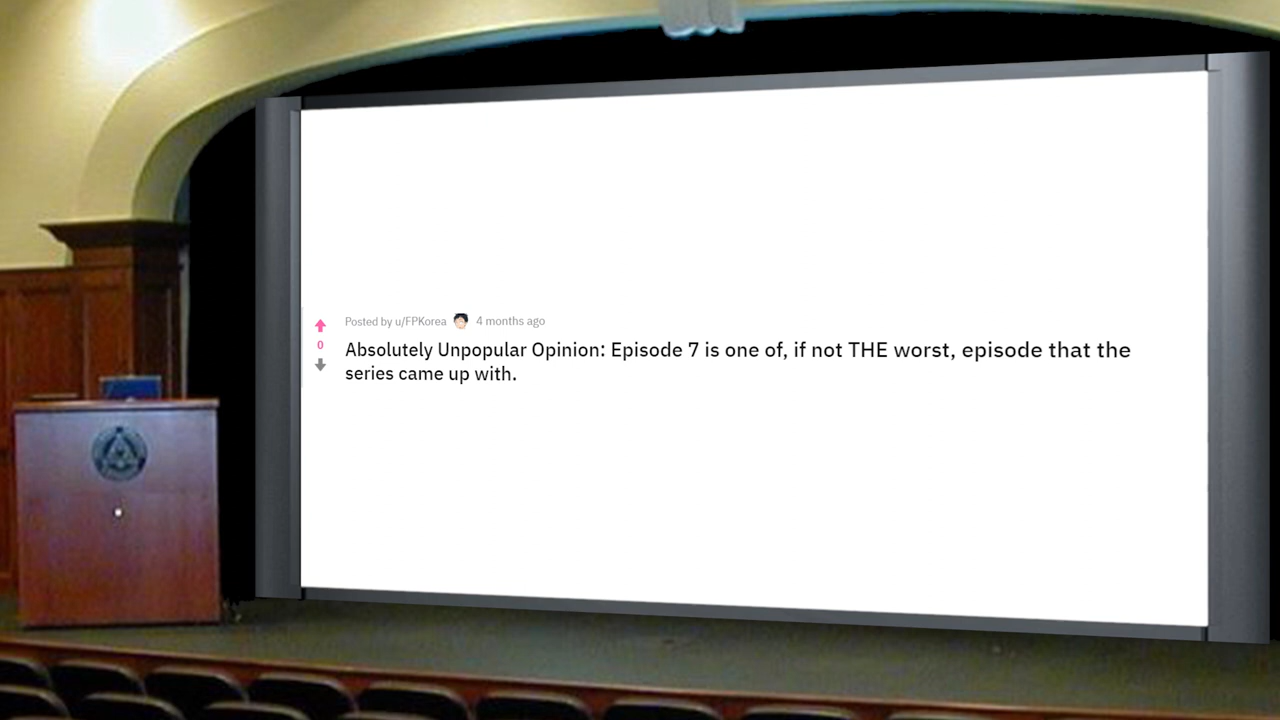 Posted by u/FPKorea 4 months ago
0
Absolutely Unpopular Opinion: Episode 7 is one of, if not THE worst, episode that the
series came up with.